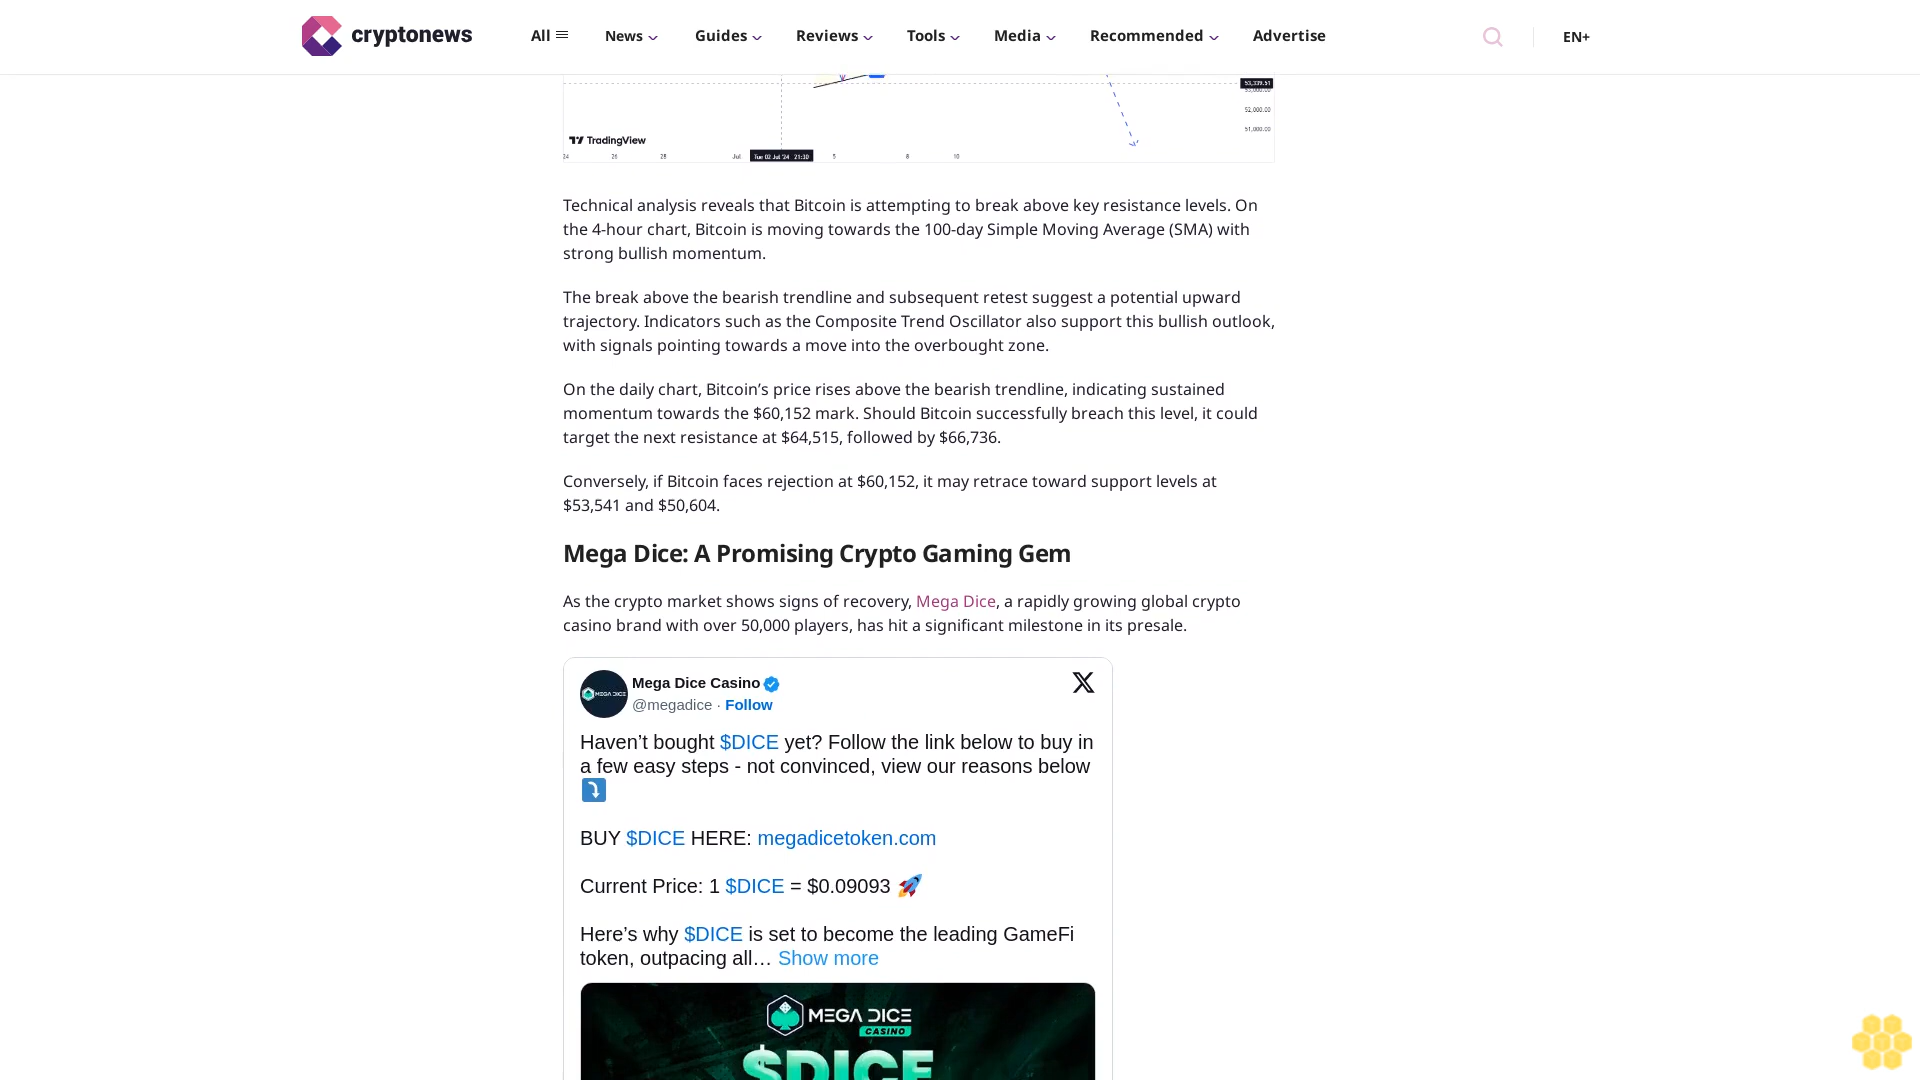 cryptonews
All
News
Guides
Reviews
Tools
Media
Recommended
Advertise
EN+
53,339.51
52,000.00
51,000.00
TradingView
24 26 28 Jul Tue 02 Jul '24 21:30 5 8 10
Technical analysis reveals that Bitcoin is attempting to break above key resistance levels. On
the 4-hour chart, Bitcoin is moving towards the 100-day Simple Moving Average (SMA) with
strong bullish momentum.
The break above the bearish trendline and subsequent retest suggest a potential upward
trajectory. Indicators such as the Composite Trend Oscillator also support this bullish outlook,
with signals pointing towards a move into the overbought zone.
On the daily chart, Bitcoin’s price rises above the bearish trendline, indicating sustained
momentum towards the $60,152 mark. Should Bitcoin successfully breach this level, it could
target the next resistance at $64,515, followed by $66,736.
Conversely, if Bitcoin faces rejection at $60,152, it may retrace toward support levels at
$53,541 and $50,604.
Mega Dice: A Promising Crypto Gaming Gem
As the crypto market shows signs of recovery, Mega Dice, a rapidly growing global crypto
casino brand with over 50,000 players, has hit a significant milestone in its presale.
MEGA DICE
Mega Dice Casino
@megadice · Follow
Haven’t bought $DICE yet? Follow the link below to buy in
a few easy steps - not convinced, view our reasons below
⤵️
BUY $DICE HERE: megadicetoken.com
Current Price: 1 $DICE = $0.09093 🚀
Here’s why $DICE is set to become the leading GameFi
token, outpacing all… Show more
MEGA DICE
CASINO
$DICE